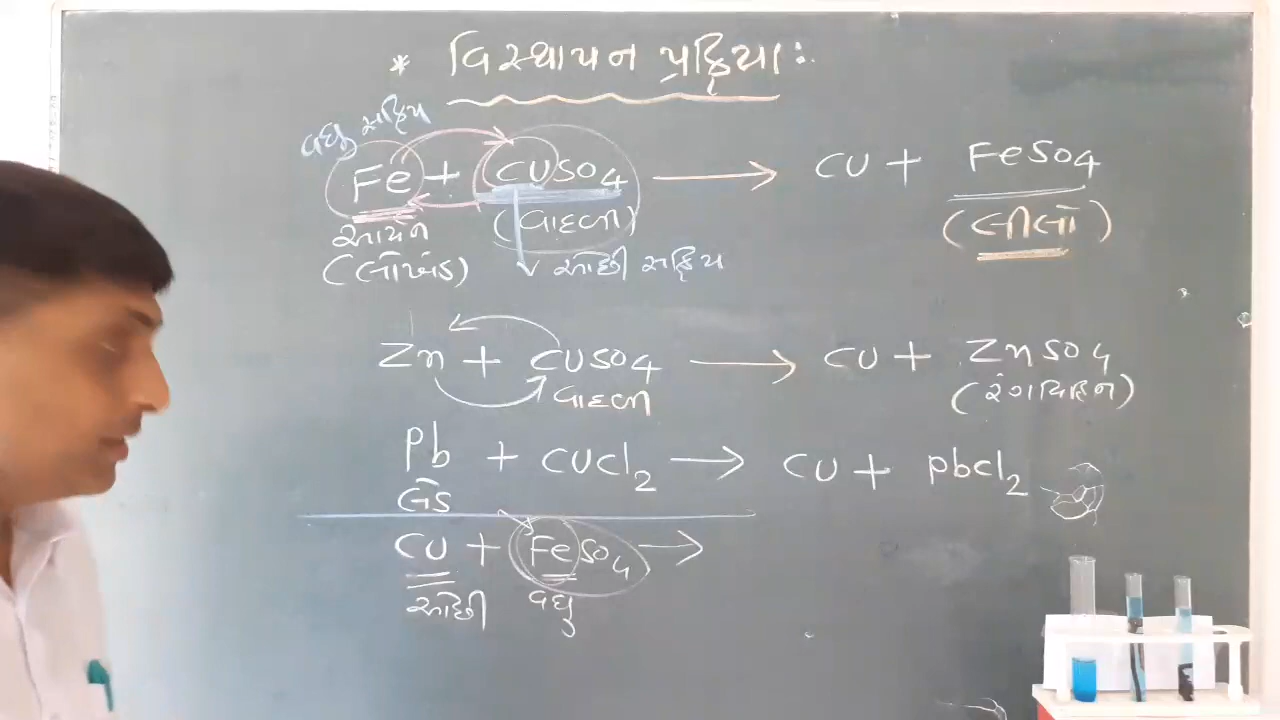 * વિસ્થાપન પ્રક્રિયા:
વધુ સક્રિય
Fe + CuSO4 → Cu + FeSO4
આયર્ન (વાદળી) (લીલો)
(લોખંડ) ઓછી સક્રિય
Zn + CuSO4 → Cu + ZnSO4
વાદળી (રંગવિહિન)
Pb + CuCl2 → Cu + PbCl2
લેડ
Cu + FeSO4 →
ઓછી વધુ